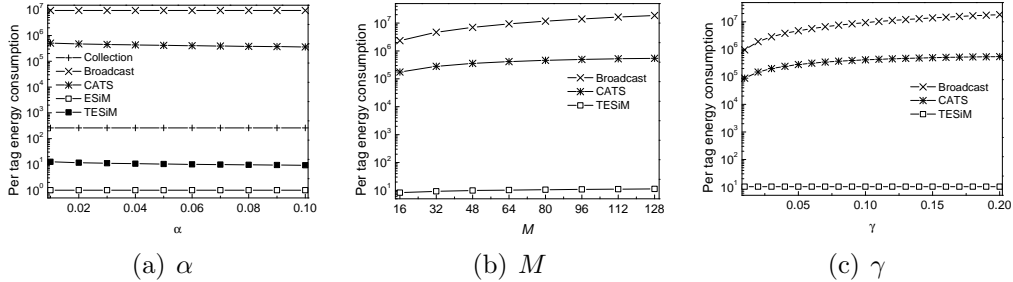 Per tag energy consumption
10^7
10^6
10^5
10^4
10^3
10^2
10^1
10^0
Collection
Broadcast
CATS
ESiM
TESiM
0.02 0.04 0.06 0.08 0.10
α
(a) α
Per tag energy consumption
10^7
10^6
10^5
10^4
10^3
10^2
10^1
Broadcast
CATS
TESiM
16 32 48 64 80 96 112 128
M
(b) M
Per tag energy consumption
10^7
10^6
10^5
10^4
10^3
10^2
10^1
Broadcast
CATS
TESiM
0.05 0.10 0.15 0.20
γ
(c) γ